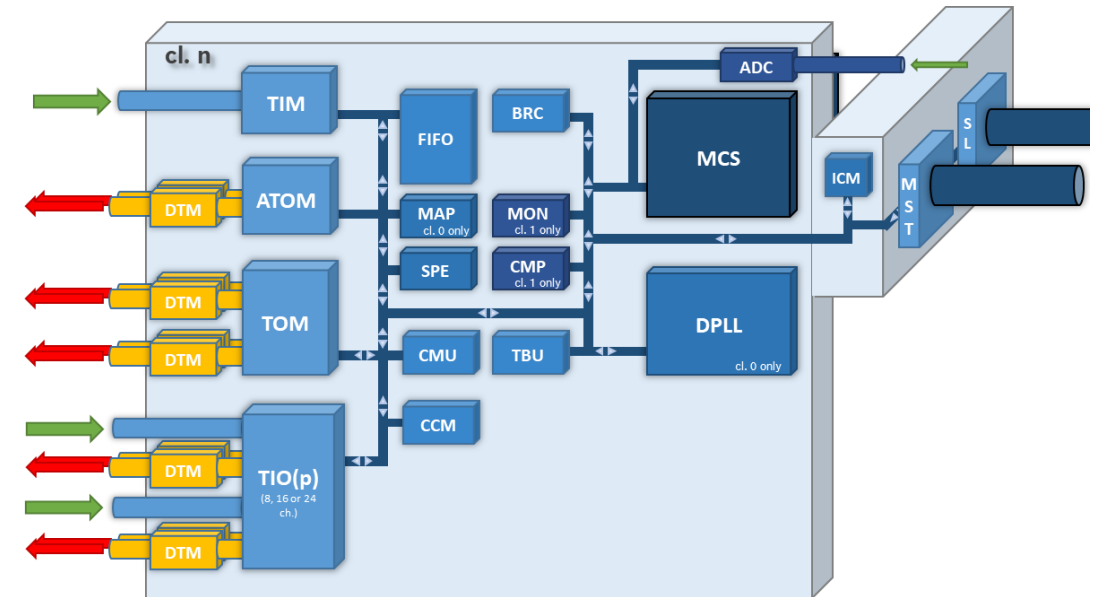 cl. n
ADC
TIM
FIFO
BRC
MCS
SL
ICM
MST
ATOM
DTM
MAP
cl. 0 only
MON
cl. 1 only
SPE
CMP
cl. 1 only
DTM
TOM
DPLL
cl. 0 only
DTM
CMU
TBU
CCM
DTM
TIO(p)
(8, 16 or 24
ch.)
DTM